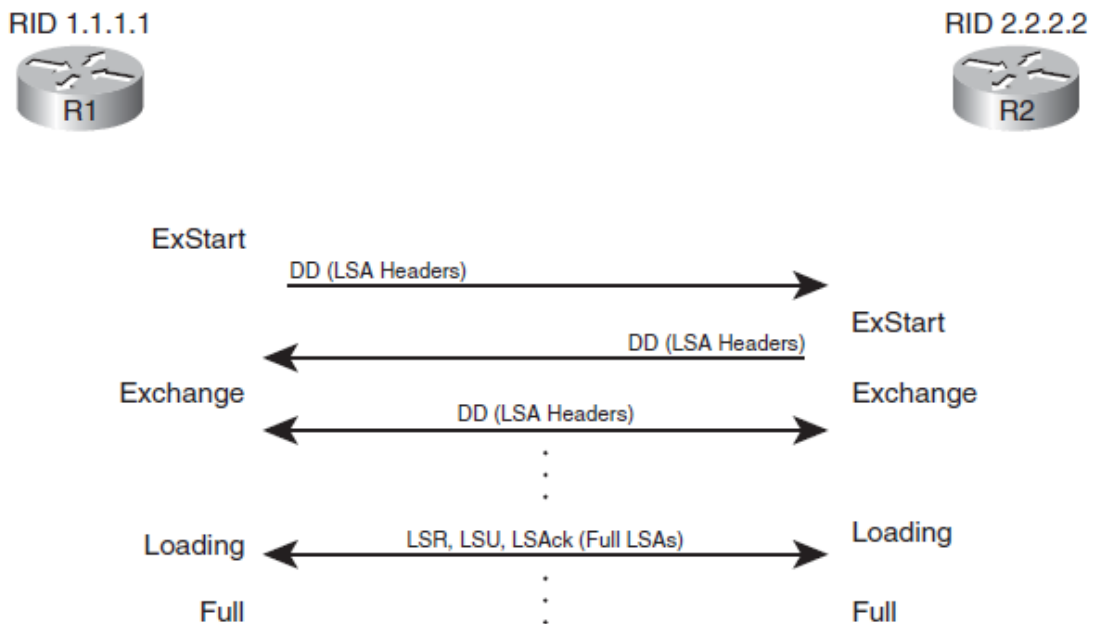 RID 1.1.1.1
RID 2.2.2.2
R1
R2
ExStart
DD (LSA Headers)
ExStart
DD (LSA Headers)
Exchange
Exchange
DD (LSA Headers)
Loading
LSR, LSU, LSAck (Full LSAs)
Loading
Full
Full